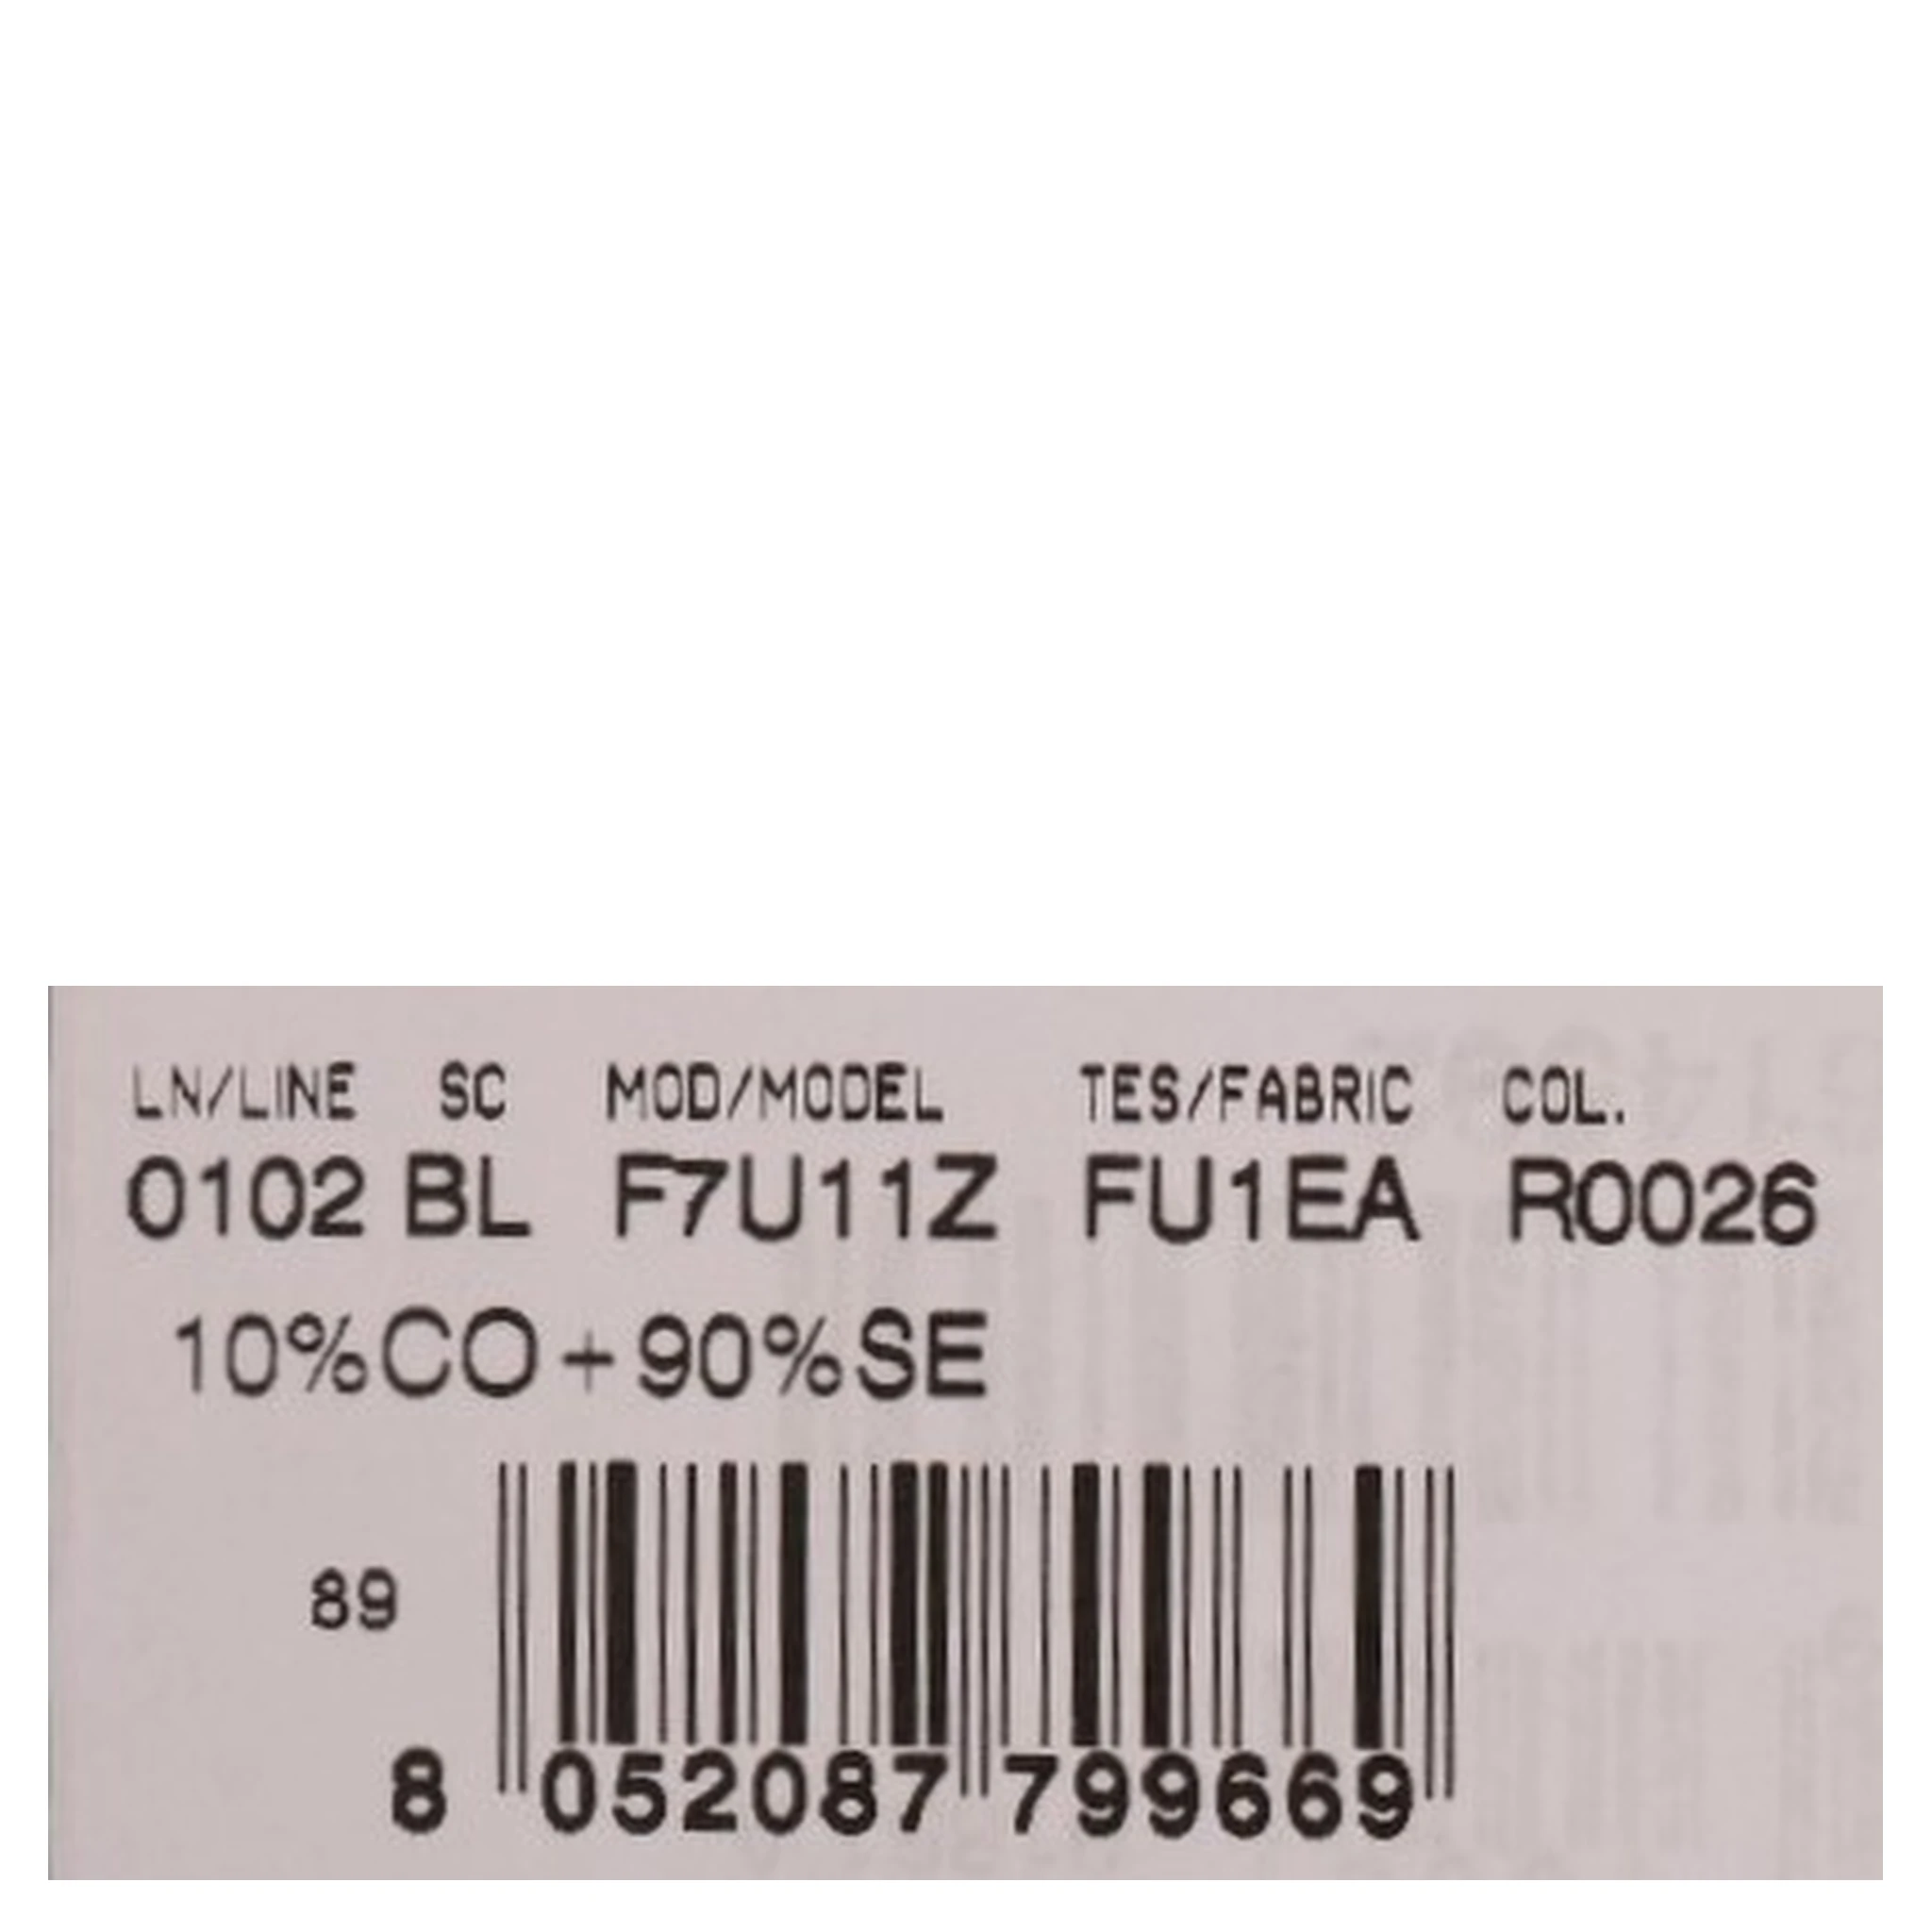 LN/LINE SC MOD/MODEL TES/FABRIC COL.
0102 BL F7U11Z FU1EA R0026
10%CO+90%SE
89
8 052087 799669